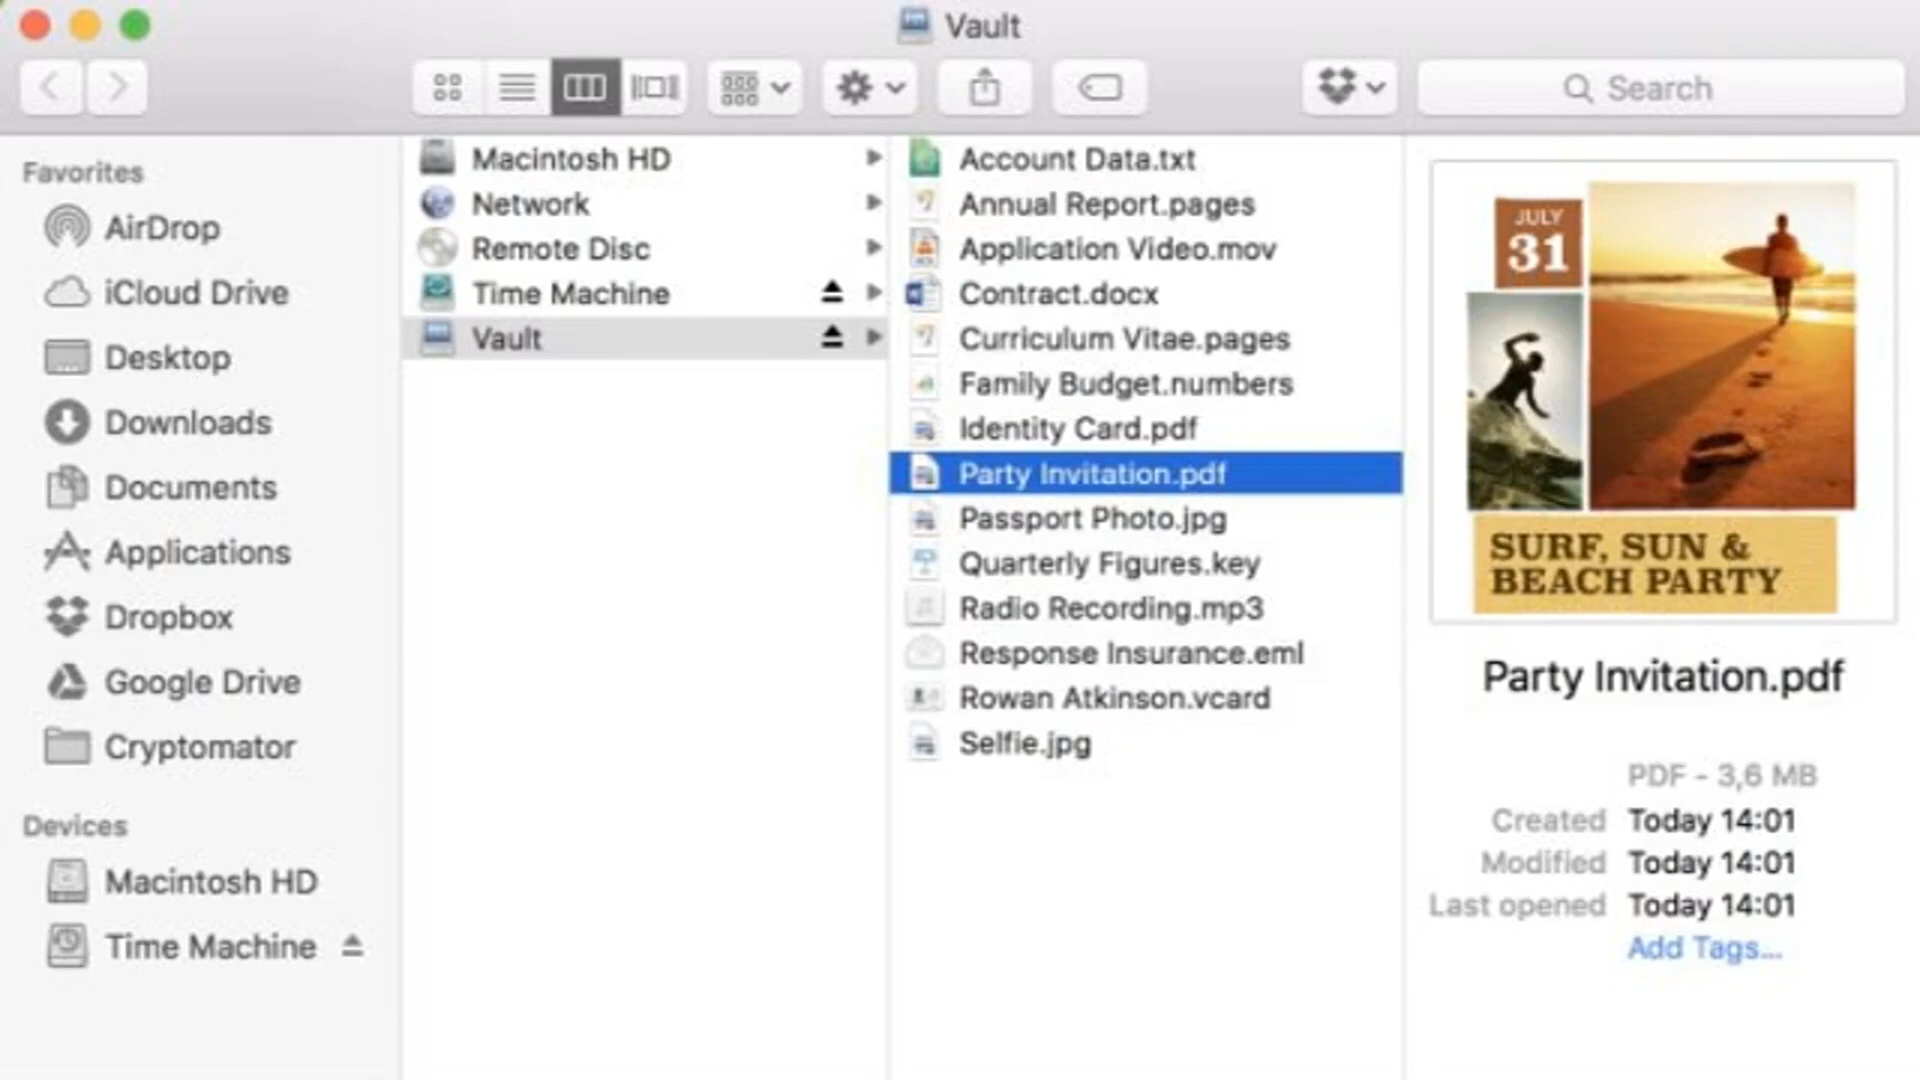 Vault
Search
Favorites
AirDrop
iCloud Drive
Desktop
Downloads
Documents
Applications
Dropbox
Google Drive
Cryptomator
Devices
Macintosh HD
Time Machine
Macintosh HD
Network
Remote Disc
Time Machine
Vault
Account Data.txt
Annual Report.pages
Application Video.mov
Contract.docx
Curriculum Vitae.pages
Family Budget.numbers
Identity Card.pdf
Party Invitation.pdf
Passport Photo.jpg
Quarterly Figures.key
Radio Recording.mp3
Response Insurance.eml
Rowan Atkinson.vcard
Selfie.jpg
JULY
31
SURF, SUN &
BEACH PARTY
Party Invitation.pdf
PDF - 3,6 MB
Created Today 14:01
Modified Today 14:01
Last opened Today 14:01
Add Tags...